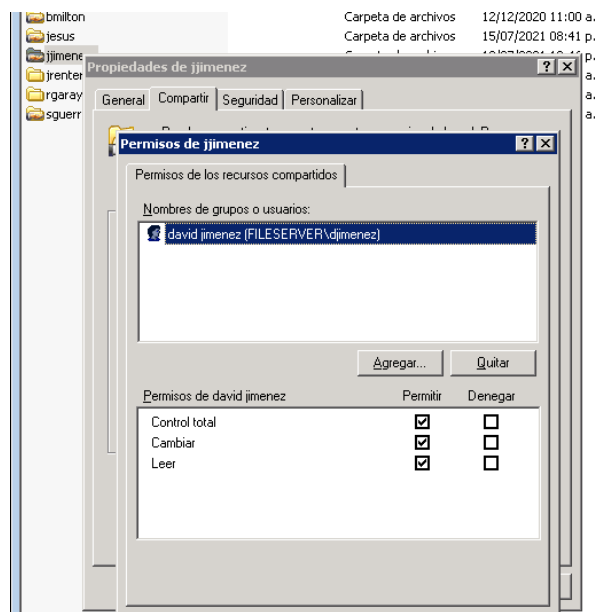 bmilton Carpeta de archivos 12/12/2020 11:00 a.
jesus Carpeta de archivos 15/07/2021 08:41 p.
jjimene p.
Propiedades de jjimenez
jrenter a.
General Compartir Seguridad Personalizar
rgaray a.
sguerr a.
Permisos de jjimenez
Permisos de los recursos compartidos
Nombres de grupos o usuarios:
david jimenez (FILESERVER\djimenez)
Agregar... Quitar
Permisos de david jimenez Permitir Denegar
Control total
Cambiar
Leer